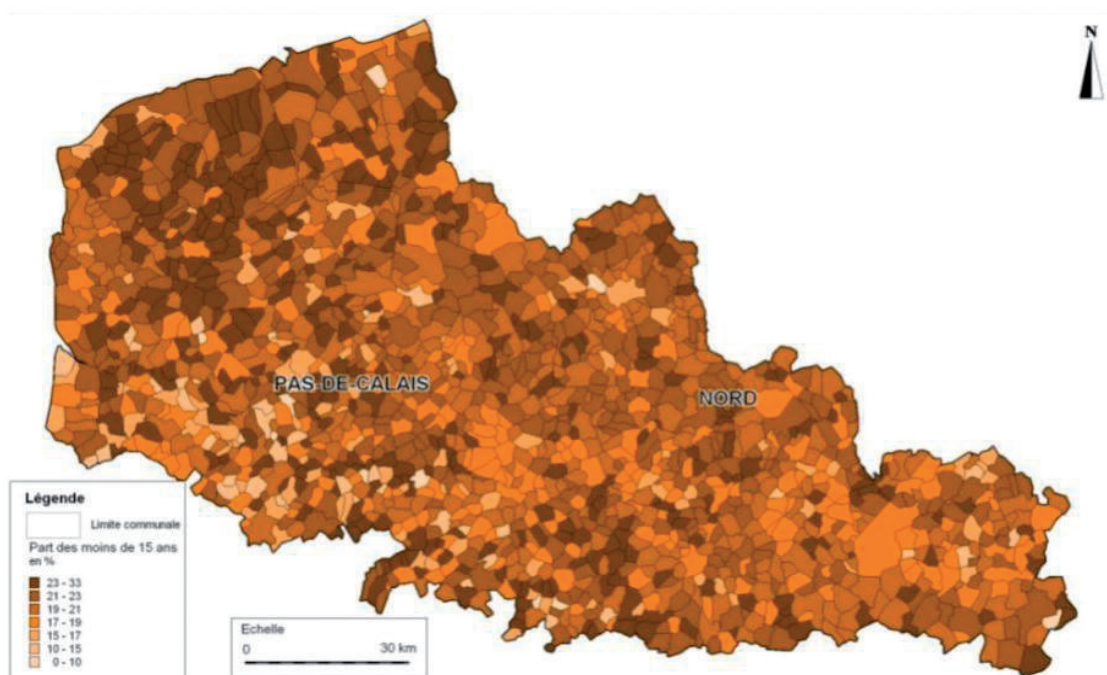 N
PAS-DE-CALAIS
NORD
Légende
Limite communale
Part des moins de 15 ans
en %
23 - 33
21 - 23
19 - 21
17 - 19
15 - 17
10 - 15
0 - 10
Echelle
0 30 km